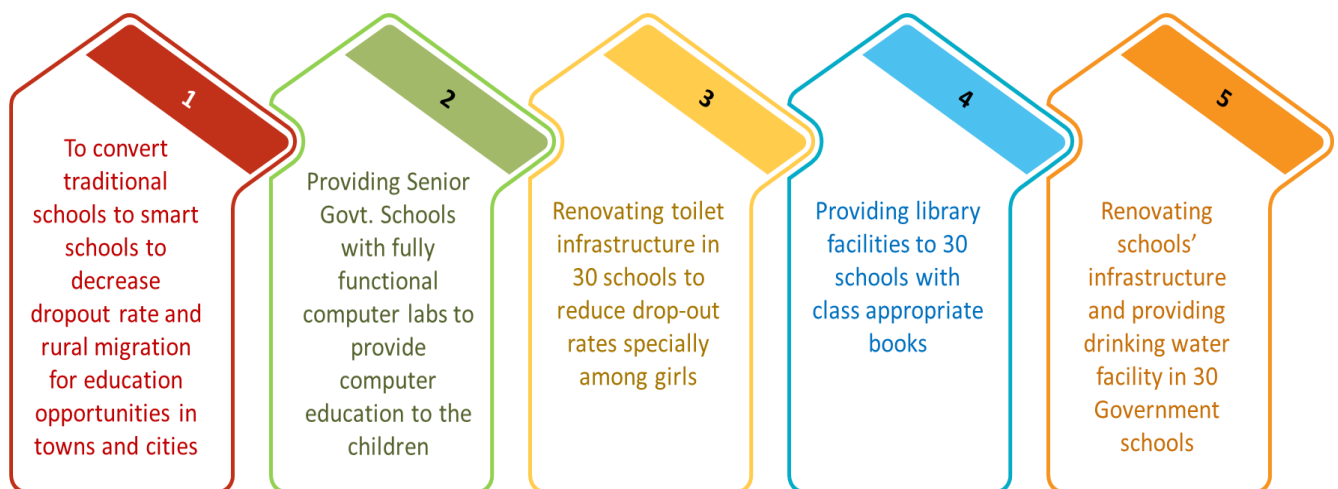 1
To convert
traditional
schools to smart
schools to
decrease
dropout rate and
rural migration
for education
opportunities in
towns and cities
2
Providing Senior
Govt. Schools
with fully
functional
computer labs to
provide
computer
education to the
children
3
Renovating toilet
infrastructure in
30 schools to
reduce drop-out
rates specially
among girls
4
Providing library
facilities to 30
schools with
class appropriate
books
5
Renovating
schools’
infrastructure
and providing
drinking water
facility in 30
Government
schools